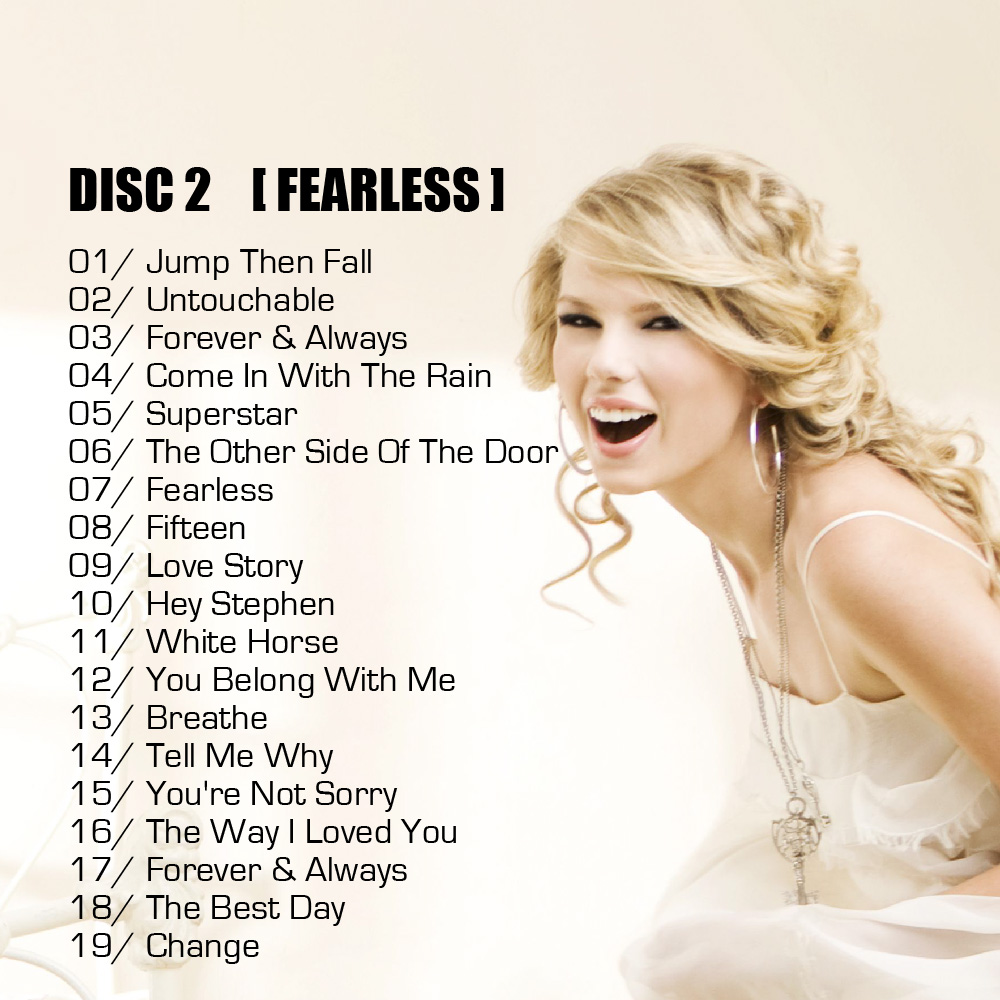 DISC 2 [ FEARLESS ]
01/ Jump Then Fall
02/ Untouchable
03/ Forever & Always
04/ Come In With The Rain
05/ Superstar
06/ The Other Side Of The Door
07/ Fearless
08/ Fifteen
09/ Love Story
10/ Hey Stephen
11/ White Horse
12/ You Belong With Me
13/ Breathe
14/ Tell Me Why
15/ You're Not Sorry
16/ The Way I Loved You
17/ Forever & Always
18/ The Best Day
19/ Change